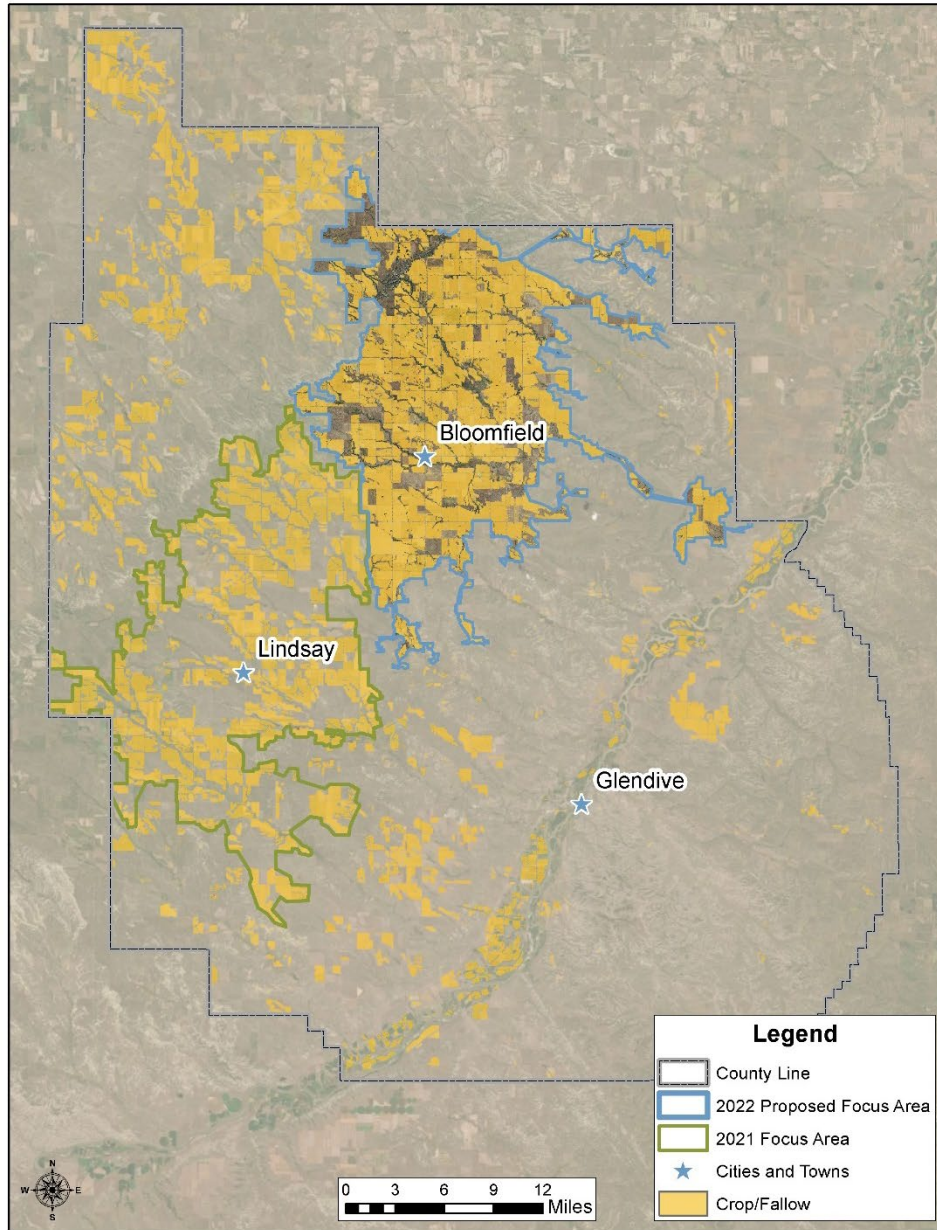 Bloomfield
Lindsay
Glendive
Legend
County Line
2022 Proposed Focus Area
2021 Focus Area
Cities and Towns
Crop/Fallow
N
W E
S
0 3 6 9 12
Miles